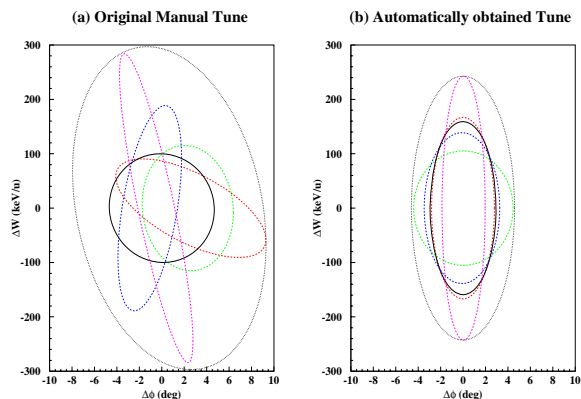 (a) Original Manual Tune
(b) Automatically obtained Tune
300
200
100
0
-100
-200
-300
ΔW (keV/u)
-10 -8 -6 -4 -2 0 2 4 6 8 10
Δϕ (deg)
300
200
100
0
-100
-200
-300
ΔW (keV/u)
-10 -8 -6 -4 -2 0 2 4 6 8 10
Δϕ (deg)